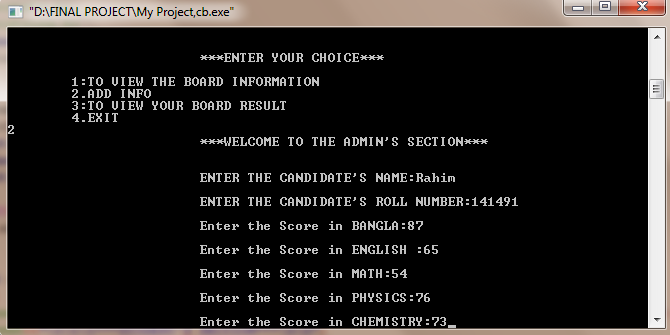 "D:\FINAL PROJECT\My Project,cb.exe"
***ENTER YOUR CHOICE***
1:TO VIEW THE BOARD INFORMATION
2.ADD INFO
3:TO VIEW YOUR BOARD RESULT
4.EXIT
2
***WELCOME TO THE ADMIN'S SECTION***
ENTER THE CANDIDATE'S NAME:Rahim
ENTER THE CANDIDATE'S ROLL NUMBER:141491
Enter the Score in BANGLA:87
Enter the Score in ENGLISH :65
Enter the Score in MATH:54
Enter the Score in PHYSICS:76
Enter the Score in CHEMISTRY:73_